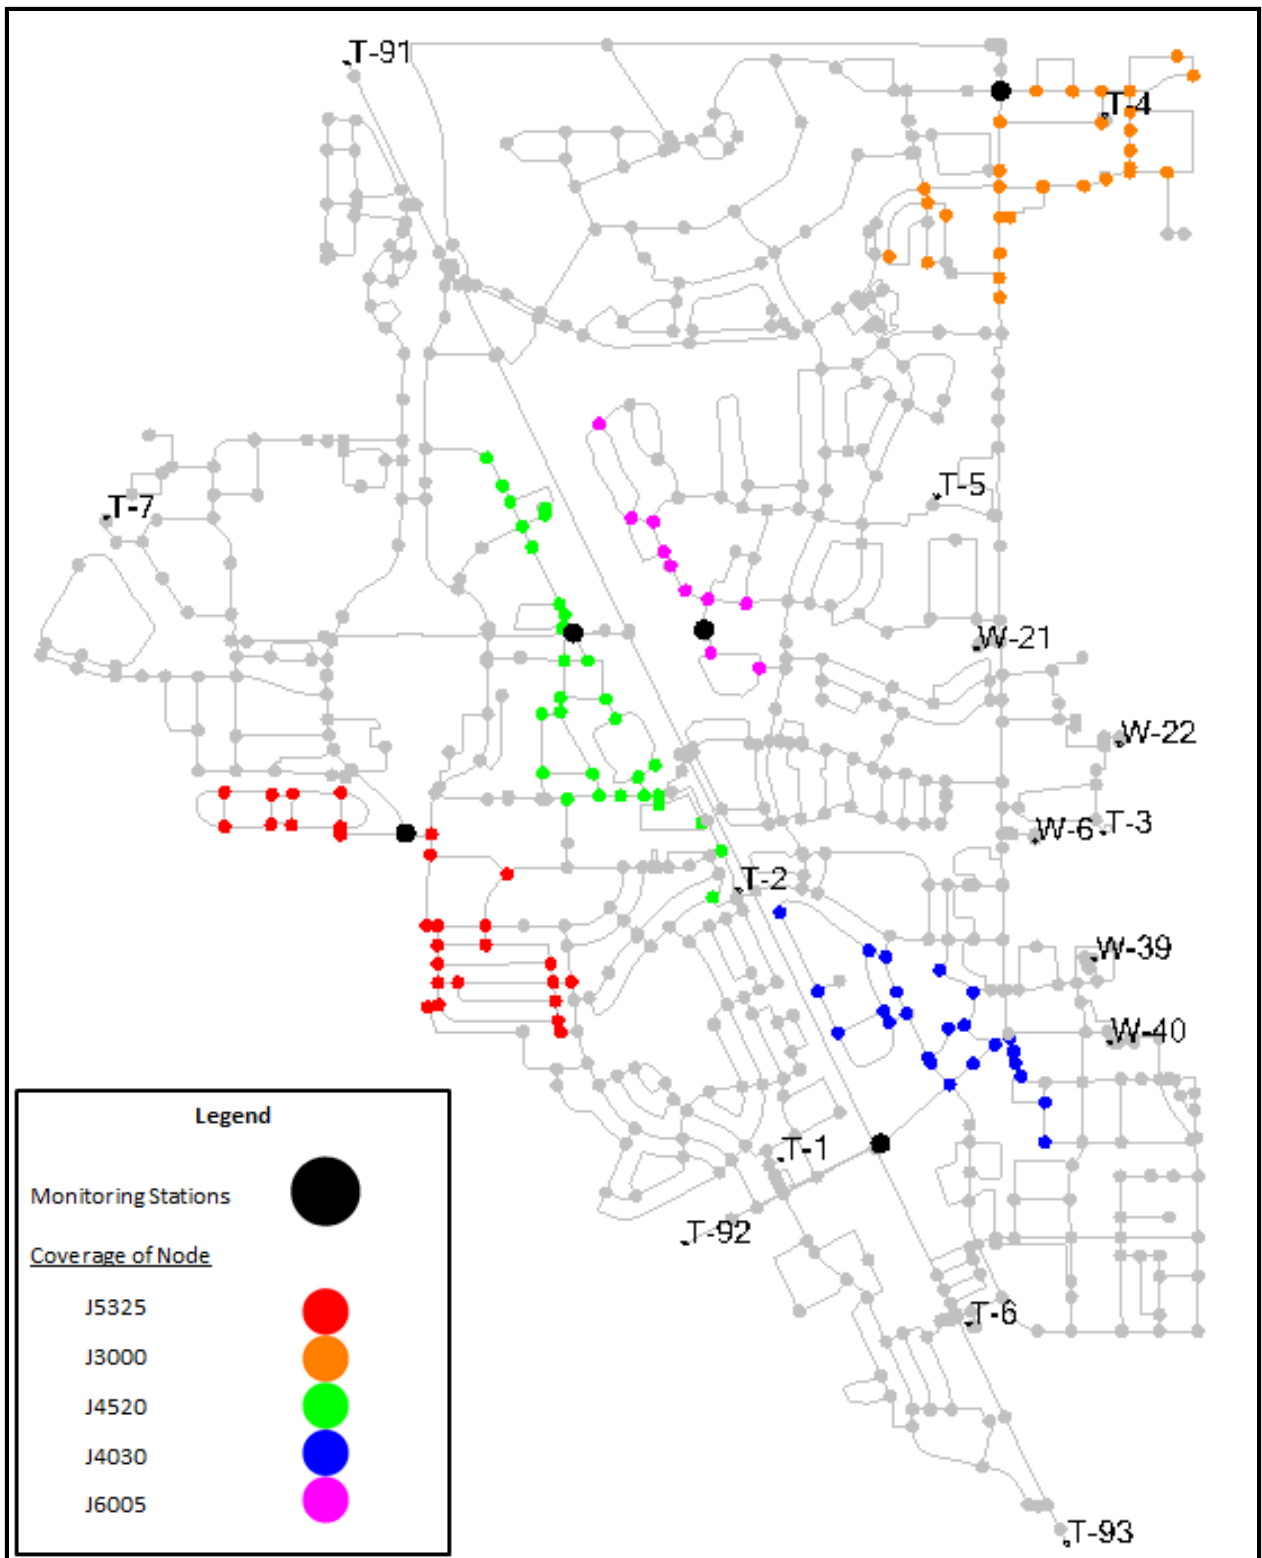 T-91
T-4
T-5
T-7
W-21
W-22
W-6
T-3
T-2
W-39
W-40
T-1
T-92
T-6
T-93
Legend
Monitoring Stations
Coverage of Node
J5325
J3000
J4520
J4030
J6005